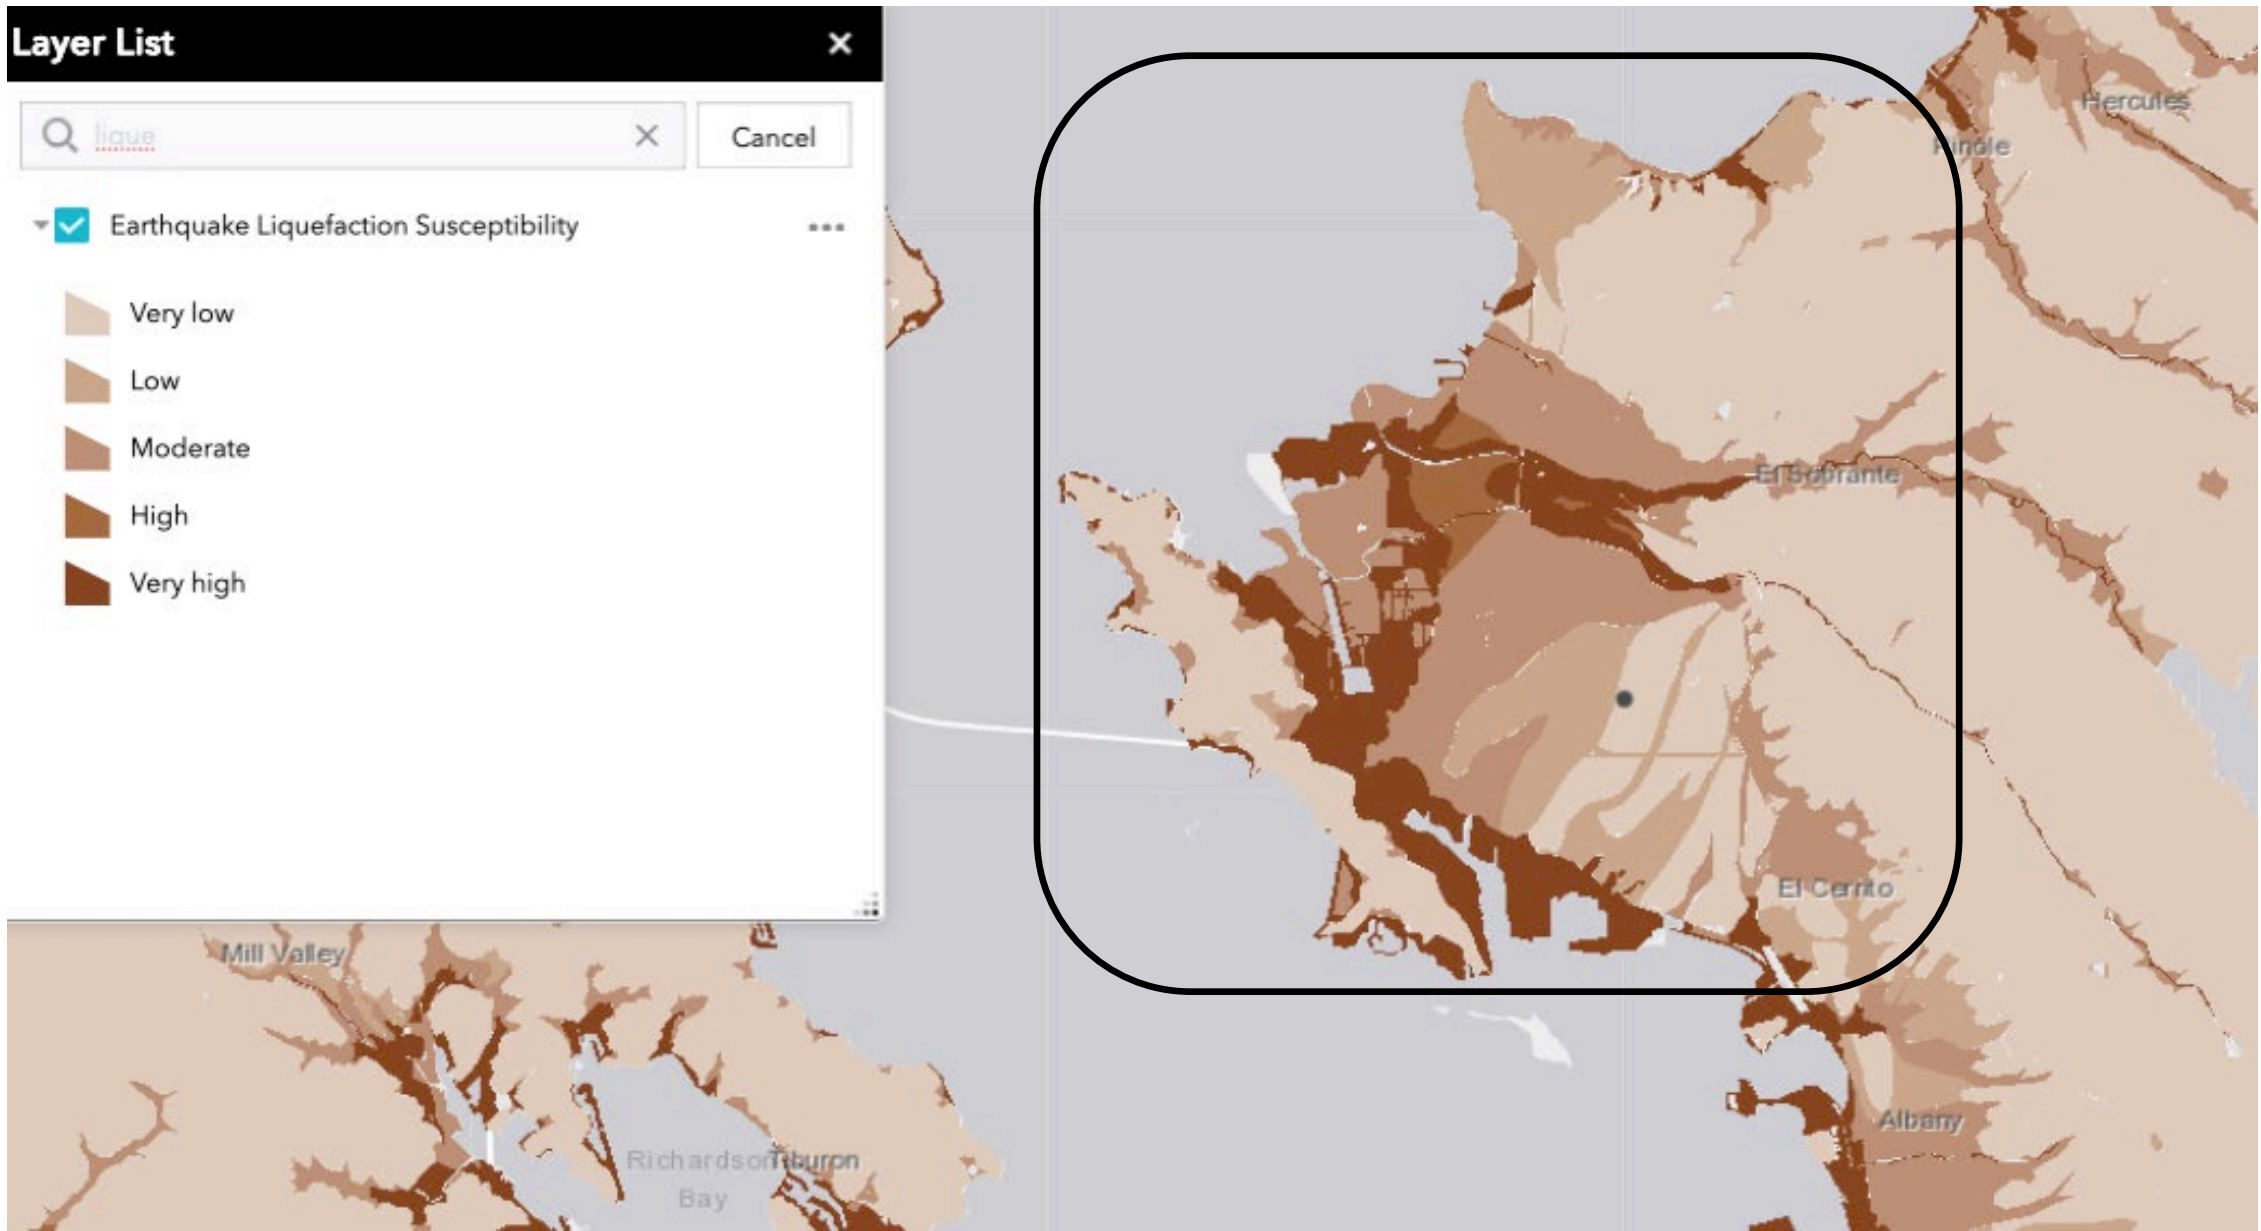 Layer List
lique
Cancel
Earthquake Liquefaction Susceptibility
Very low
Low
Moderate
High
Very high
Hercules
Pinole
El Sobrante
El Cerrito
Mill Valley
Albany
Richardson
Tiburon
Bay